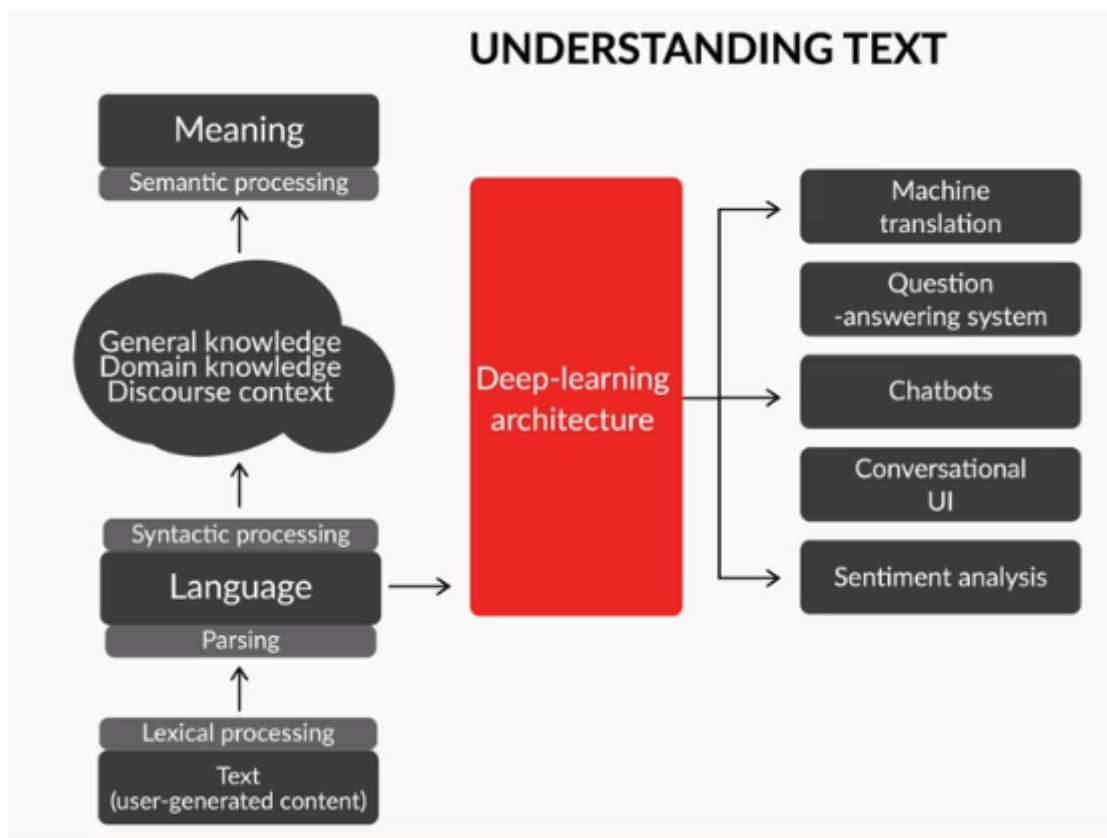 UNDERSTANDING TEXT
Meaning
Semantic processing
General knowledge
Domain knowledge
Discourse context
Syntactic processing
Language
Parsing
Lexical processing
Text
(user-generated content)
Deep-learning
architecture
Machine
translation
Question
-answering system
Chatbots
Conversational
UI
Sentiment analysis